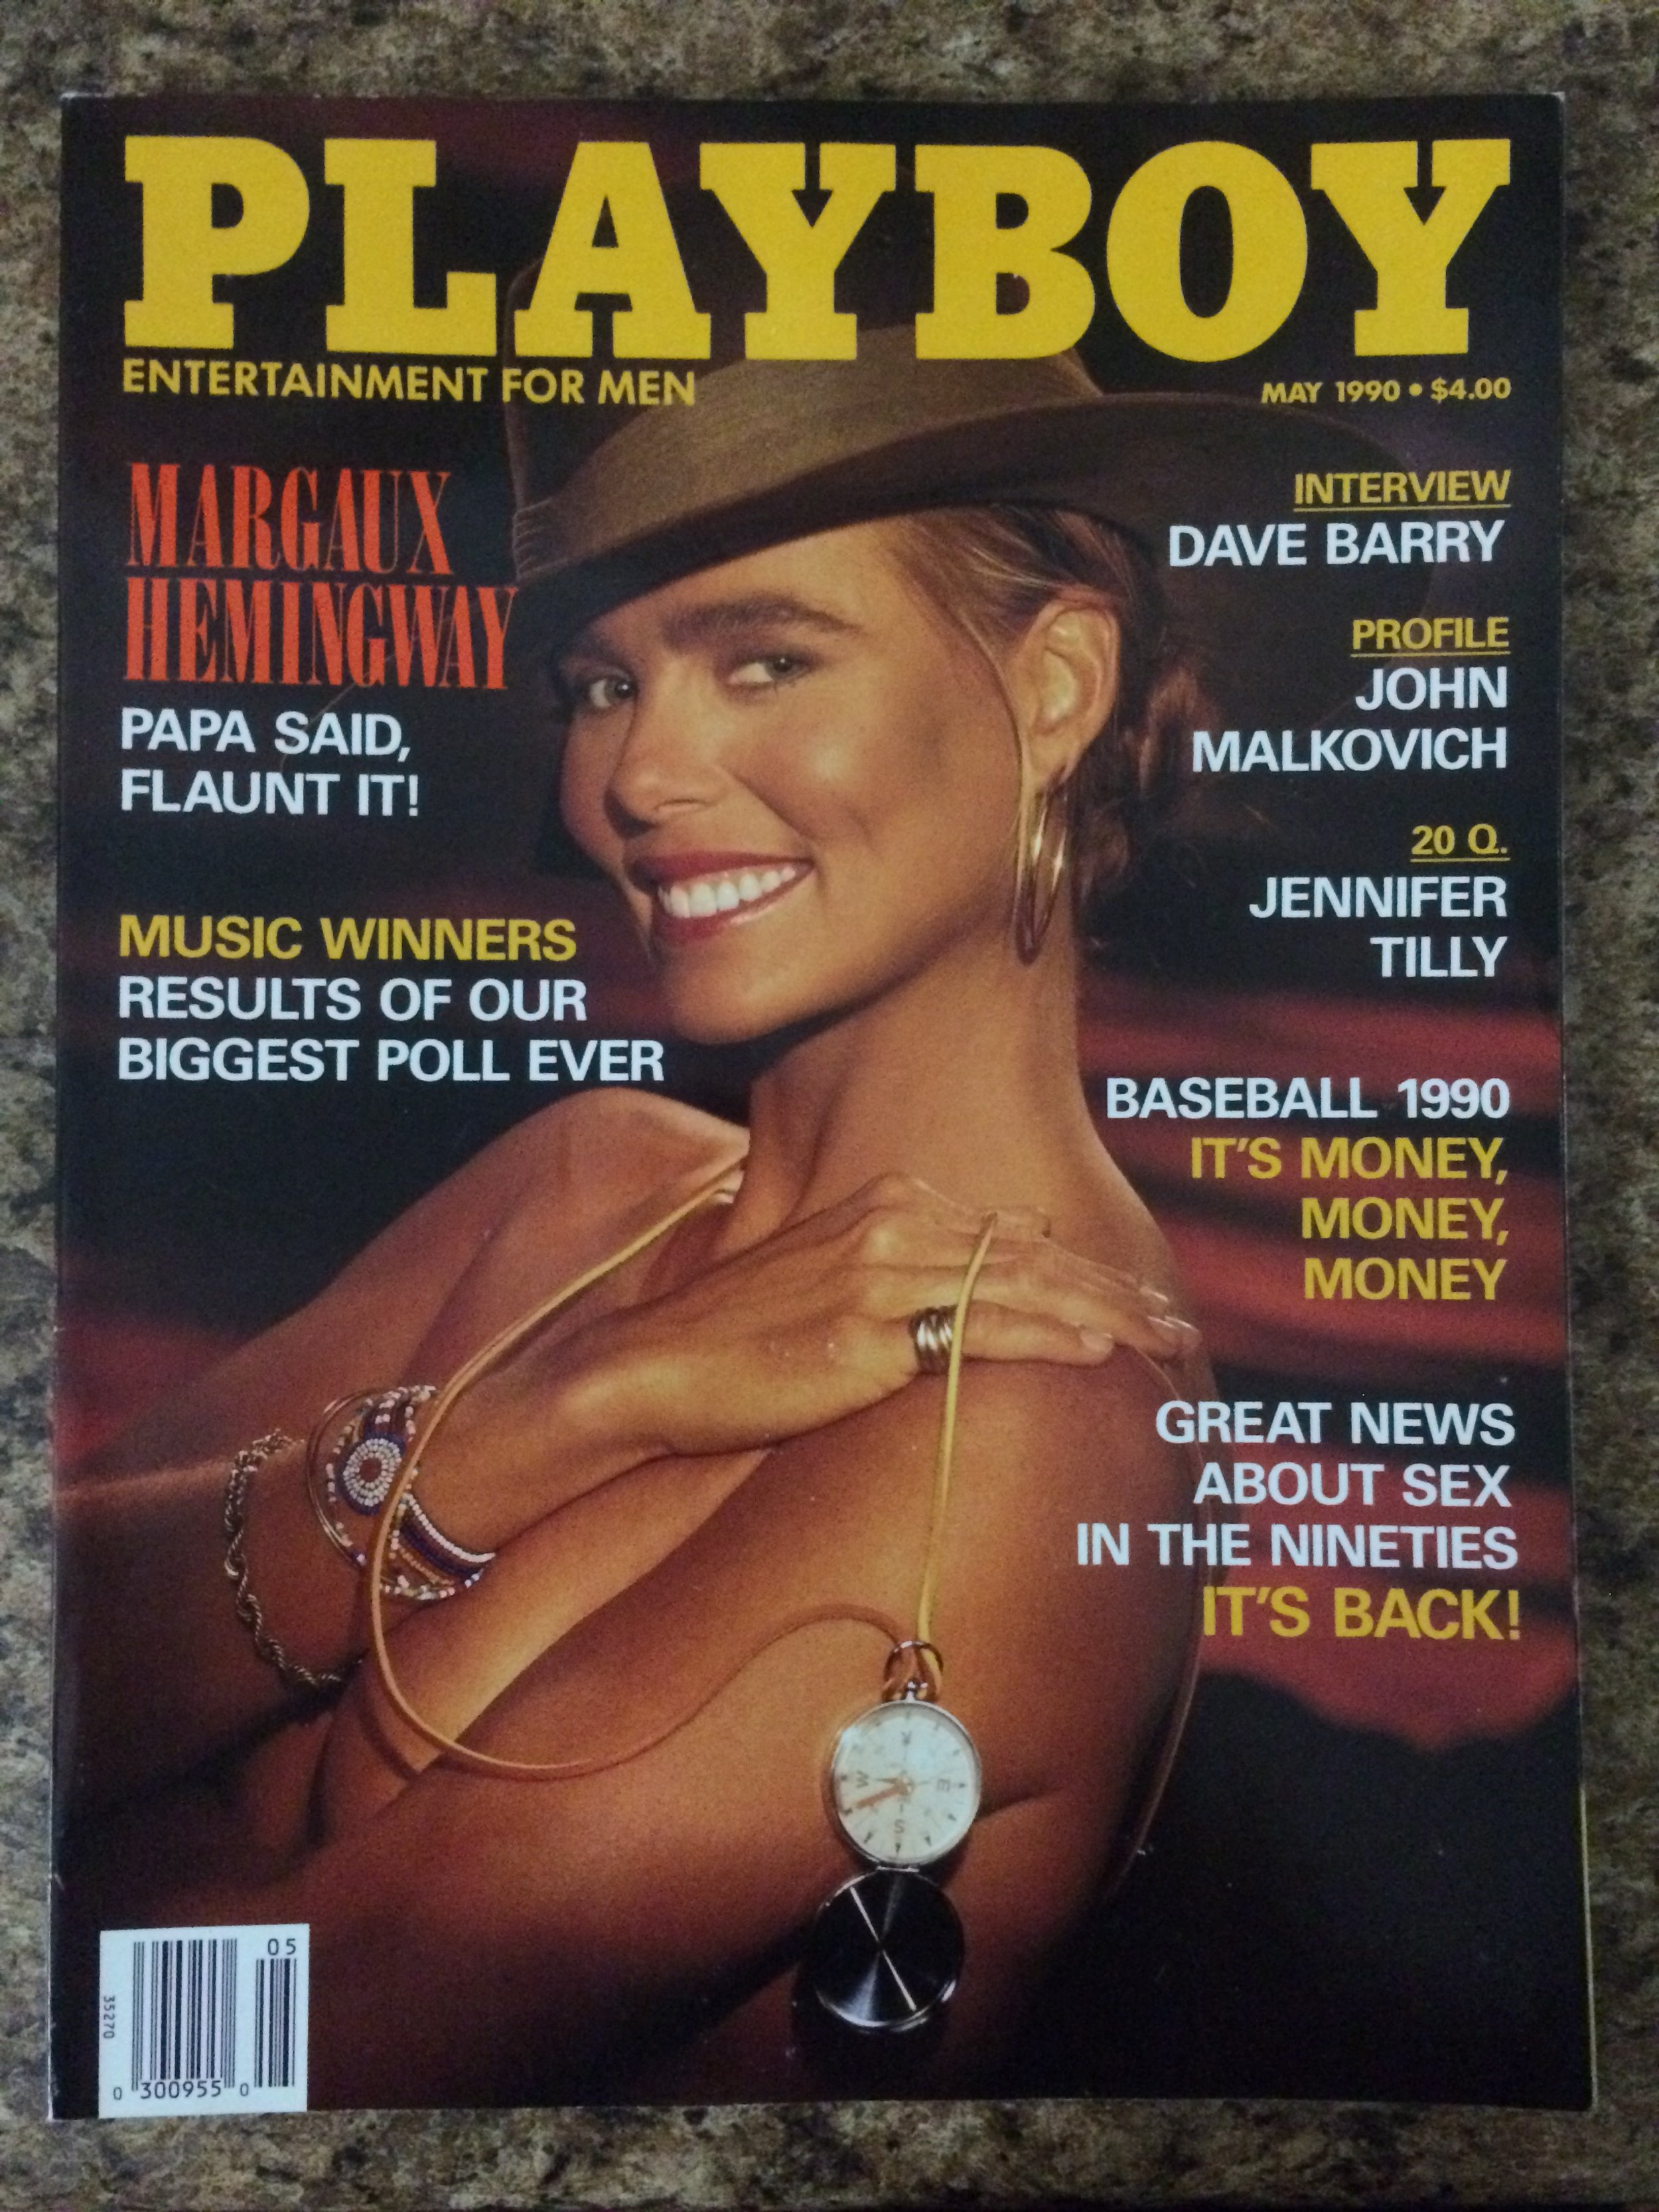 PLAYBOY
ENTERTAINMENT FOR MEN
MAY 1990 • $4.00
MARGAUX
HEMINGWAY
PAPA SAID,
FLAUNT IT!
MUSIC WINNERS
RESULTS OF OUR
BIGGEST POLL EVER
INTERVIEW
DAVE BARRY
PROFILE
JOHN
MALKOVICH
20 Q.
JENNIFER
TILLY
BASEBALL 1990
IT'S MONEY,
MONEY,
MONEY
GREAT NEWS
ABOUT SEX
IN THE NINETIES
IT'S BACK!
W
E
S
05
35270
0 300955 0